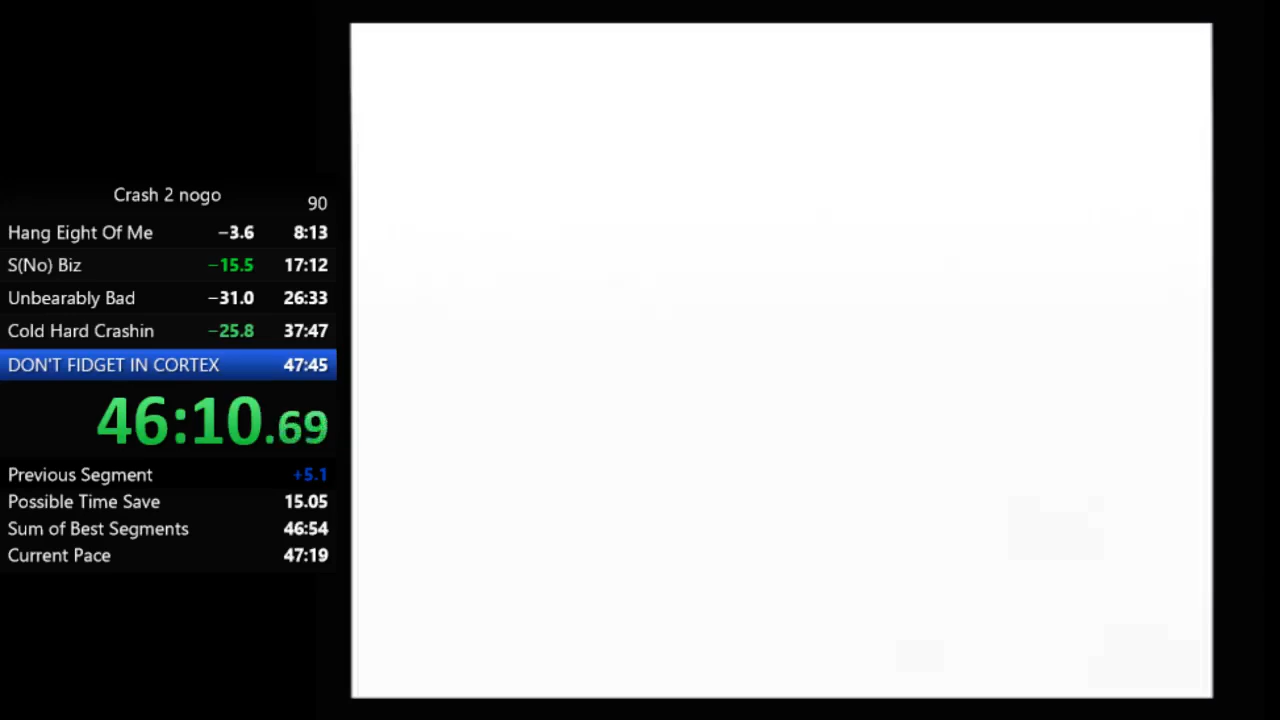 Crash 2 nogo
90
Hang Eight Of Me −3.6 8:13
S(No) Biz −15.5 17:12
Unbearably Bad −31.0 26:33
Cold Hard Crashin −25.8 37:47
DON'T FIDGET IN CORTEX 47:45
46:10.69
Previous Segment +5.1
Possible Time Save 15.05
Sum of Best Segments 46:54
Current Pace 47:19